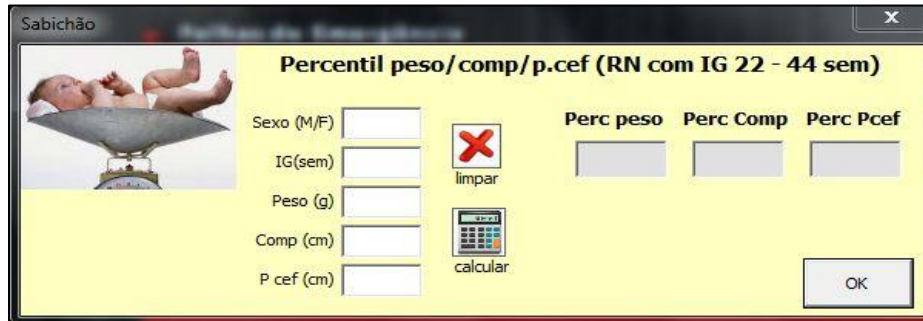 Sabichão
Percentil peso/comp/p.cef (RN com IG 22 - 44 sem)
Sexo (M/F)
IG(sem)
Peso (g)
Comp (cm)
P cef (cm)
limpar
calcular
Perc peso Perc Comp Perc Pcef
OK